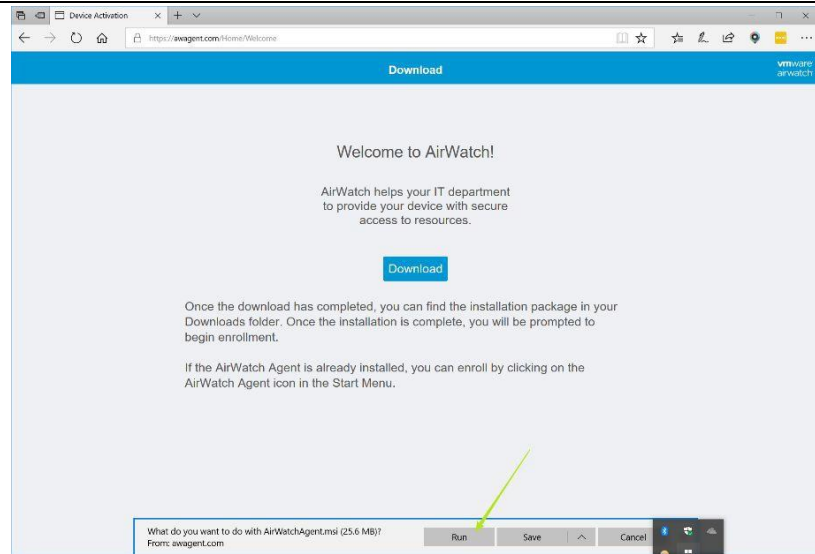 Device Activation
https://awagent.com/Home/Welcome
Download
vmware
airwatch
Welcome to AirWatch!
AirWatch helps your IT department
to provide your device with secure
access to resources.
Download
Once the download has completed, you can find the installation package in your
Downloads folder. Once the installation is complete, you will be prompted to
begin enrollment.
If the AirWatch Agent is already installed, you can enroll by clicking on the
AirWatch Agent icon in the Start Menu.
What do you want to do with AirWatchAgent.msi (25.6 MB)?
From: awagent.com
Run
Save
Cancel